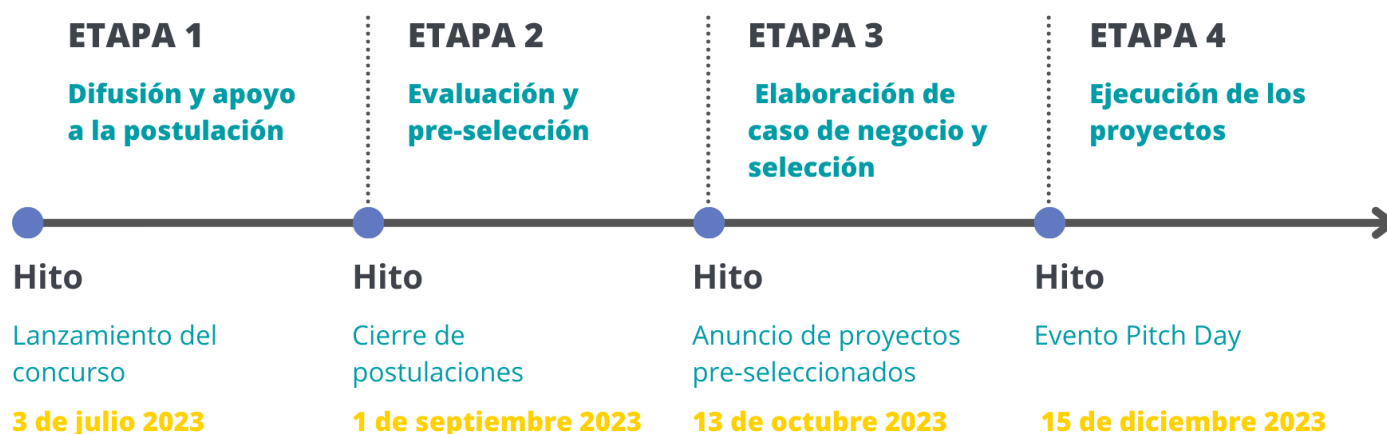 ETAPA 1
Difusión y apoyo
a la postulación
ETAPA 2
Evaluación y
pre-selección
ETAPA 3
Elaboración de
caso de negocio y
selección
ETAPA 4
Ejecución de los
proyectos
Hito
Lanzamiento del
concurso
3 de julio 2023
Hito
Cierre de
postulaciones
1 de septiembre 2023
Hito
Anuncio de proyectos
pre-seleccionados
13 de octubre 2023
Hito
Evento Pitch Day
15 de diciembre 2023